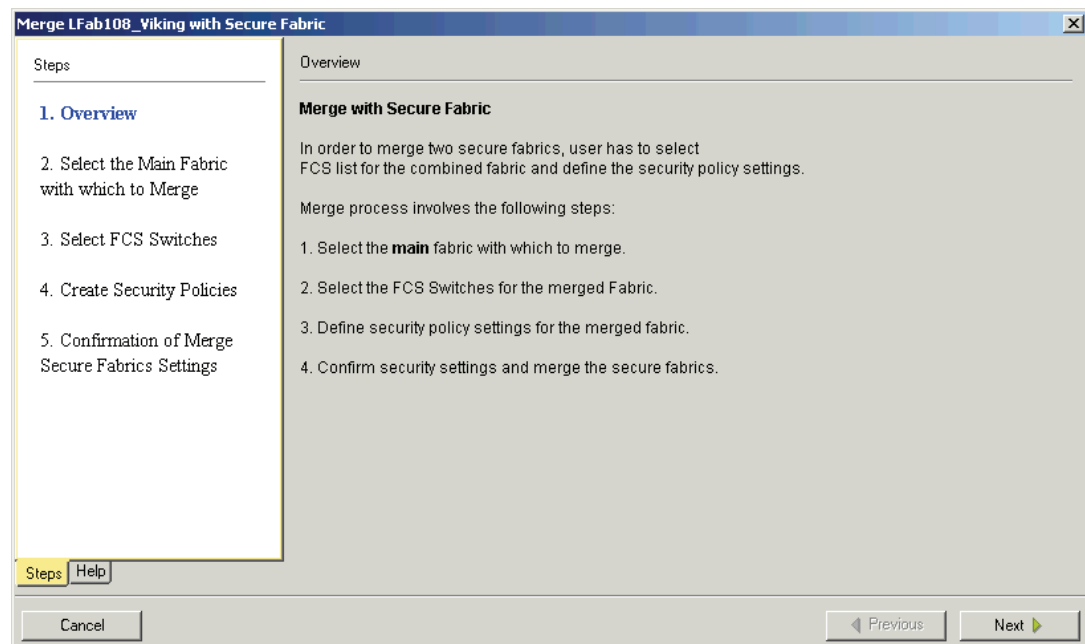 Merge LFab108_Viking with Secure Fabric
Steps
1. Overview
2. Select the Main Fabric
with which to Merge
3. Select FCS Switches
4. Create Security Policies
5. Confirmation of Merge
Secure Fabrics Settings
Steps
Help
Overview
Merge with Secure Fabric
In order to merge two secure fabrics, user has to select
FCS list for the combined fabric and define the security policy settings.
Merge process involves the following steps:
1. Select the main fabric with which to merge.
2. Select the FCS Switches for the merged Fabric.
3. Define security policy settings for the merged fabric.
4. Confirm security settings and merge the secure fabrics.
Cancel
Previous
Next